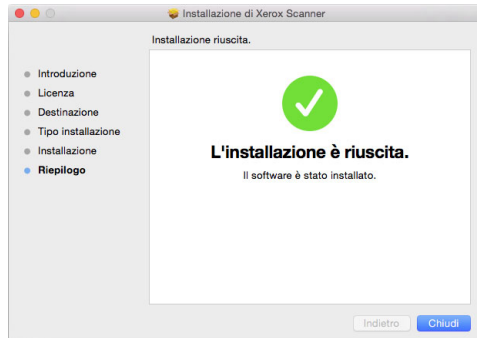 Installazione di Xerox Scanner
Installazione riuscita.
Introduzione
Licenza
Destinazione
Tipo installazione
Installazione
Riepilogo
L'installazione è riuscita.
Il software è stato installato.
Indietro
Chiudi